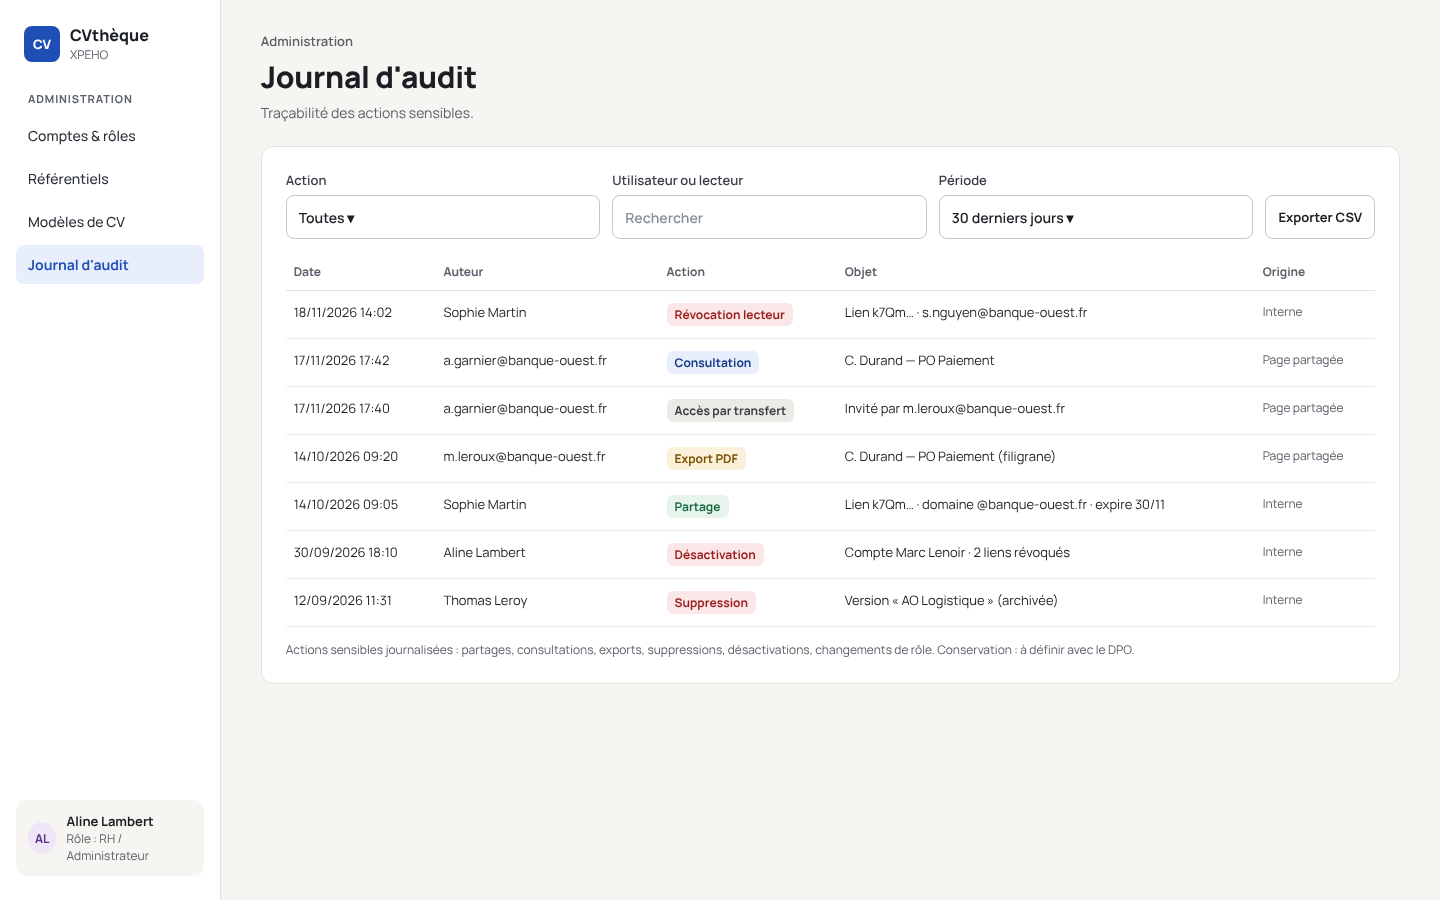 CV
CVthèque
XPEHO
ADMINISTRATION
Comptes & rôles
Référentiels
Modèles de CV
Journal d'audit
AL
Aline Lambert
Rôle : RH /
Administrateur
Administration
Journal d'audit
Traçabilité des actions sensibles.
Action
Utilisateur ou lecteur
Période
Toutes ▾
Rechercher
30 derniers jours ▾
Exporter CSV
Date Auteur Action Objet Origine
18/11/2026 14:02 Sophie Martin Révocation lecteur Lien k7Qm… · s.nguyen@banque-ouest.fr Interne
17/11/2026 17:42 a.garnier@banque-ouest.fr Consultation C. Durand — PO Paiement Page partagée
17/11/2026 17:40 a.garnier@banque-ouest.fr Accès par transfert Invité par m.leroux@banque-ouest.fr Page partagée
14/10/2026 09:20 m.leroux@banque-ouest.fr Export PDF C. Durand — PO Paiement (filigrane) Page partagée
14/10/2026 09:05 Sophie Martin Partage Lien k7Qm… · domaine @banque-ouest.fr · expire 30/11 Interne
30/09/2026 18:10 Aline Lambert Désactivation Compte Marc Lenoir · 2 liens révoqués Interne
12/09/2026 11:31 Thomas Leroy Suppression Version « AO Logistique » (archivée) Interne
Actions sensibles journalisées : partages, consultations, exports, suppressions, désactivations, changements de rôle. Conservation : à définir avec le DPO.